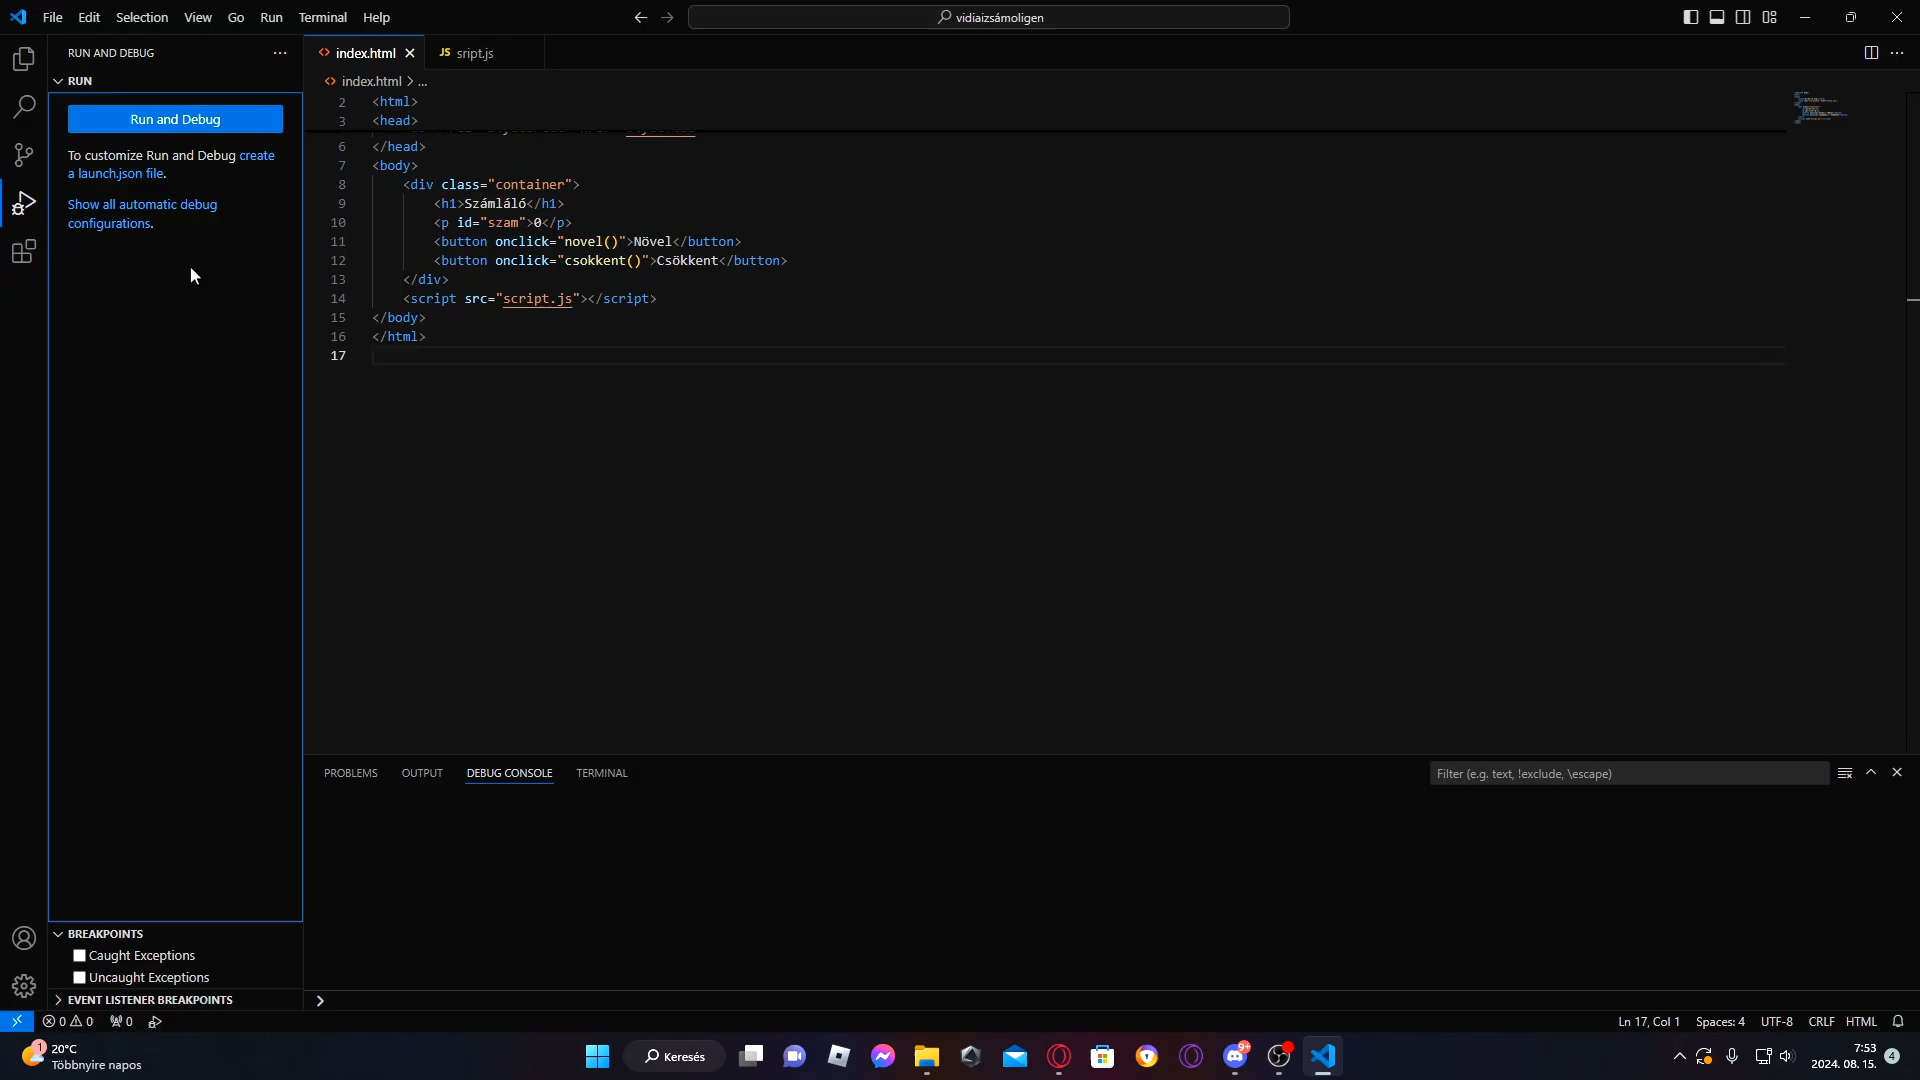 File Edit Selection View Go Run Terminal Help
vidiaizsámoligen
RUN AND DEBUG
RUN
Run and Debug
To customize Run and Debug create
a launch.json file.
Show all automatic debug
configurations.
BREAKPOINTS
Caught Exceptions
Uncaught Exceptions
EVENT LISTENER BREAKPOINTS
<> index.html
JS sript.js
<> index.html > ...
2 <html>
3 <head>
6 </head>
7 <body>
8 <div class="container">
9 <h1>Számláló</h1>
10 <p id="szam">0</p>
11 <button onclick="novel()">Növel</button>
12 <button onclick="csokkent()">Csökkent</button>
13 </div>
14 <script src="script.js"></script>
15 </body>
16 </html>
17
PROBLEMS OUTPUT DEBUG CONSOLE TERMINAL
Filter (e.g. text, !exclude, \escape)
0 0 0
Ln 17, Col 1 Spaces: 4 UTF-8 CRLF HTML
1
20°C
Többnyire napos
Keresés
9+
7:53
2024. 08. 15.
4